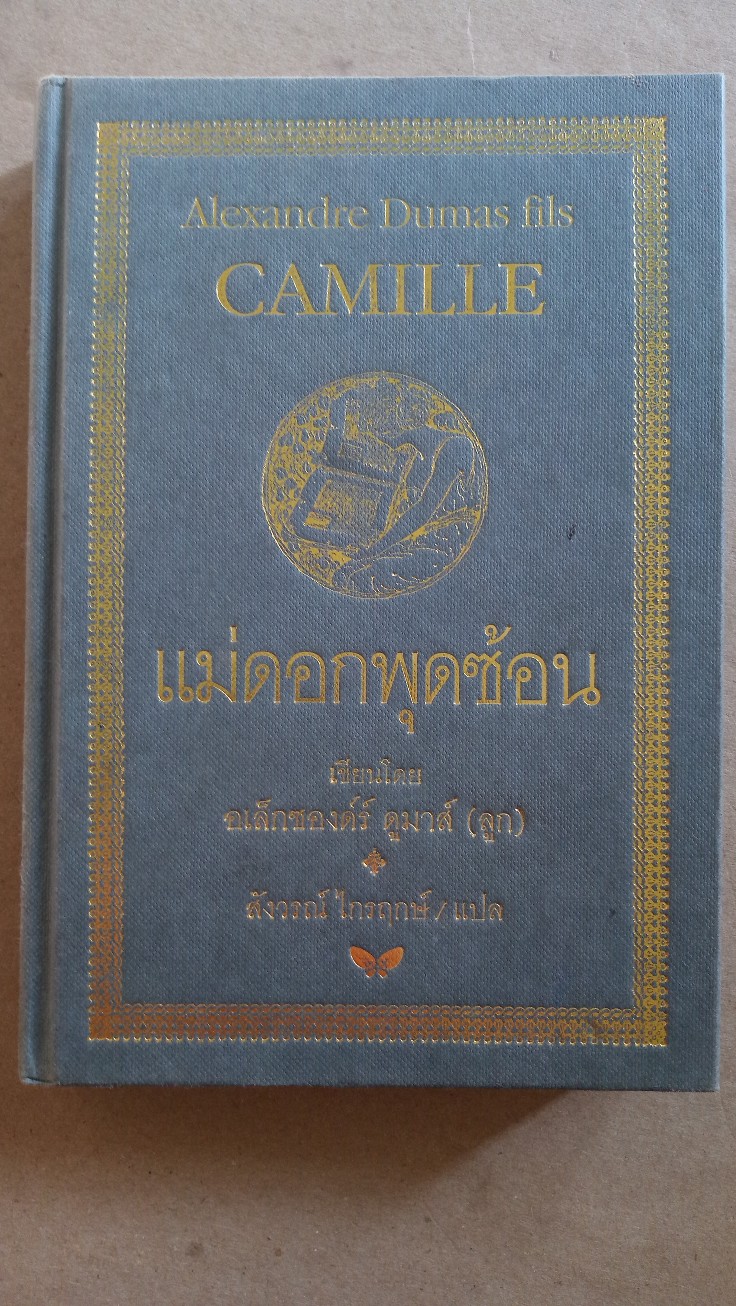 Alexandre Dumas fils
CAMILLE
แม่ดอกพุดซ้อน
เขียนโดย
อเล็กซองด์ร์ ดูมาส์ (ลูก)
สังวรณ์ ไกรฤกษ์ / แปล